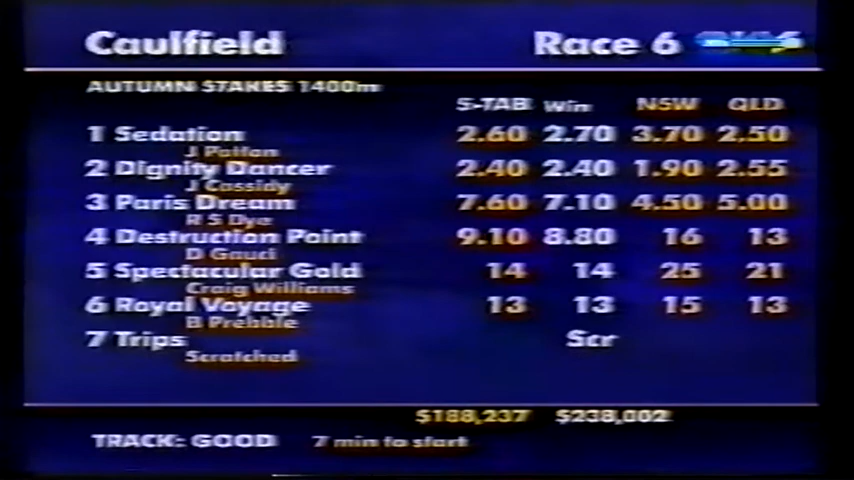 Caulfield Race 6
AUTUMN STAKES 1400m
S-TAB Win NSW QLD
1 Sedation 2.60 2.70 3.70 2.50
J Patton
2 Dignity Dancer 2.40 2.40 1.90 2.55
J Cassidy
3 Paris Dream 7.60 7.10 4.50 5.00
R S Dye
4 Destruction Point 9.10 8.80 16 13
D Gauci
5 Spectacular Gold 14 14 25 21
Craig Williams
6 Royal Voyage 13 13 15 13
B Prebble
7 Trips Scr
Scratched
$188,237 $238,002
TRACK: GOOD 7 min to start